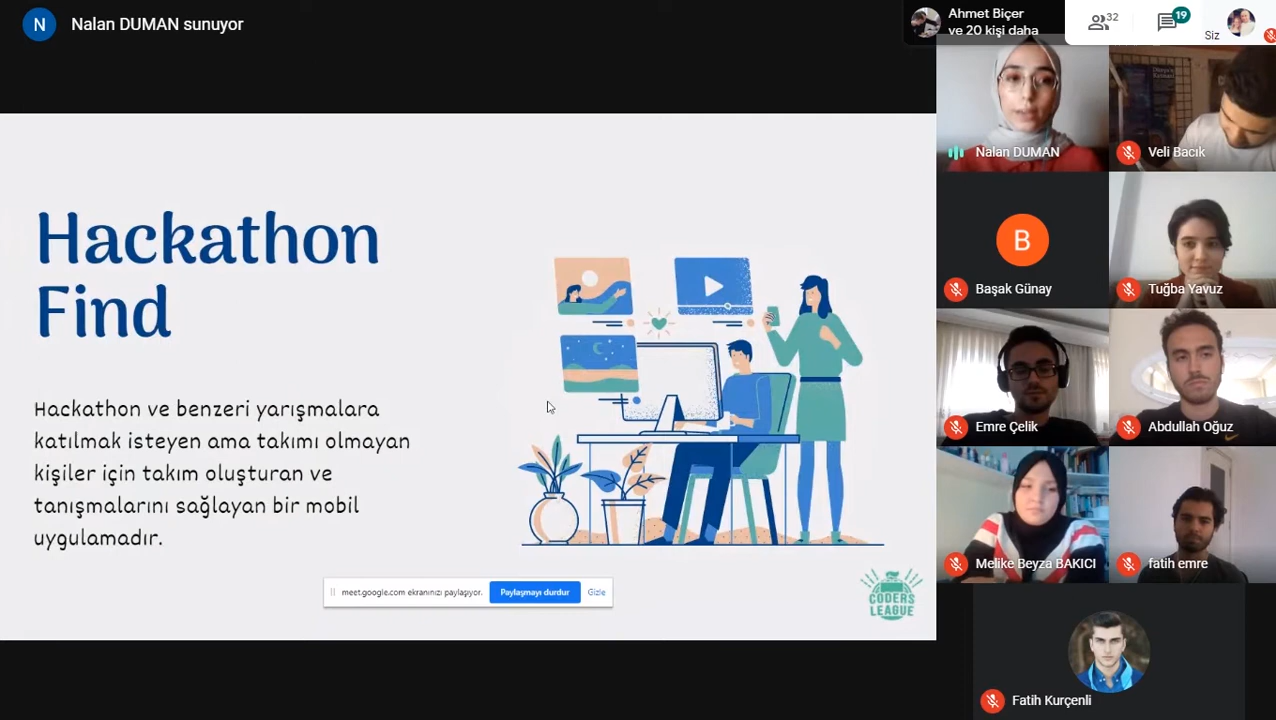 N
Nalan DUMAN sunuyor
Ahmet Biçer
ve 20 kişi daha
32
19
Siz
Hackathon
Find
Hackathon ve benzeri yarışmalara
katılmak isteyen ama takımı olmayan
kişiler için takım oluşturan ve
tanışmalarını sağlayan bir mobil
uygulamadır.
meet.google.com ekranınızı paylaşıyor.
Paylaşmayı durdur
Gizle
CODERS
LEAGUE
Nalan DUMAN
Veli Bacık
B
Başak Günay
Tuğba Yavuz
Emre Çelik
Abdullah Oğuz
Melike Beyza BAKICI
fatih emre
Fatih Kurçenli